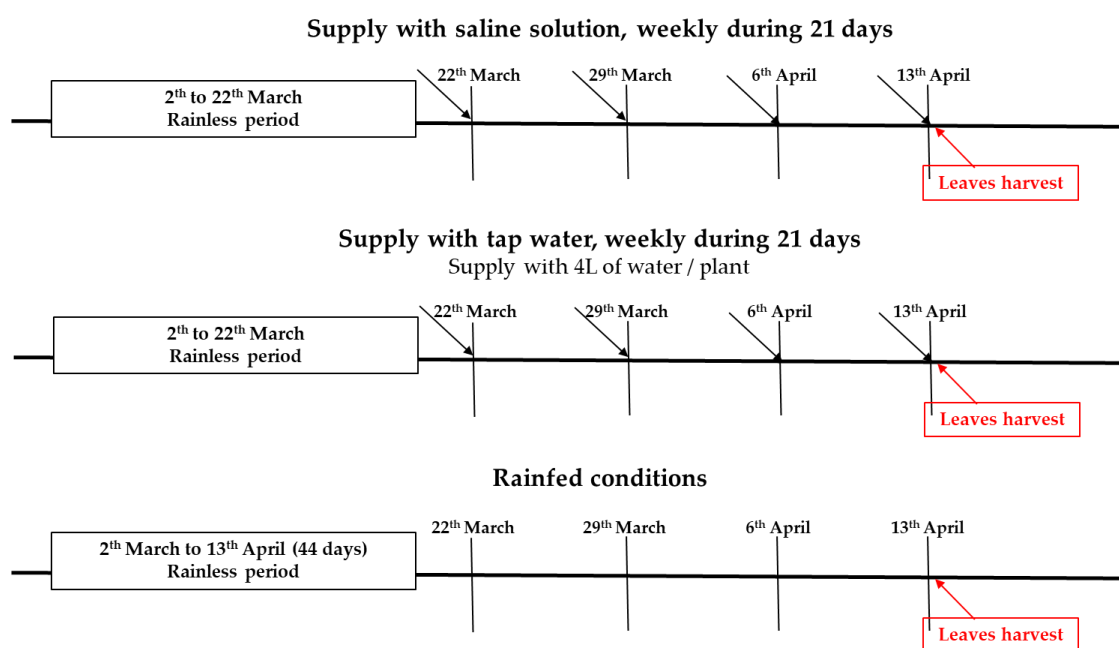 Supply with saline solution, weekly during 21 days
22th March 29th March 6th April 13th April
2th to 22th March
Rainless period
Leaves harvest
Supply with tap water, weekly during 21 days
Supply with 4L of water / plant
22th March 29th March 6th April 13th April
2th to 22th March
Rainless period
Leaves harvest
Rainfed conditions
22th March 29th March 6th April 13th April
2th March to 13th April (44 days)
Rainless period
Leaves harvest